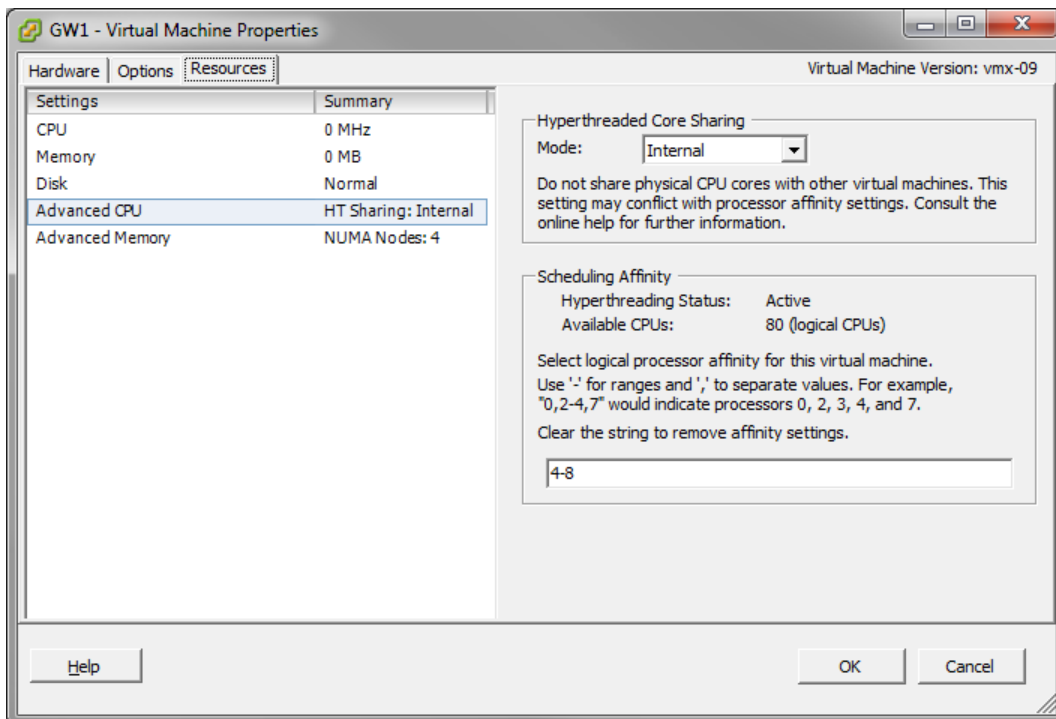 GW1 - Virtual Machine Properties
Hardware Options Resources Virtual Machine Version: vmx-09
Settings Summary
CPU 0 MHz
Memory 0 MB
Disk Normal
Advanced CPU HT Sharing: Internal
Advanced Memory NUMA Nodes: 4
Hyperthreaded Core Sharing
Mode: Internal
Do not share physical CPU cores with other virtual machines. This
setting may conflict with processor affinity settings. Consult the
online help for further information.
Scheduling Affinity
Hyperthreading Status: Active
Available CPUs: 80 (logical CPUs)
Select logical processor affinity for this virtual machine.
Use '-' for ranges and ',' to separate values. For example,
"0,2-4,7" would indicate processors 0, 2, 3, 4, and 7.
Clear the string to remove affinity settings.
4-8
Help OK Cancel